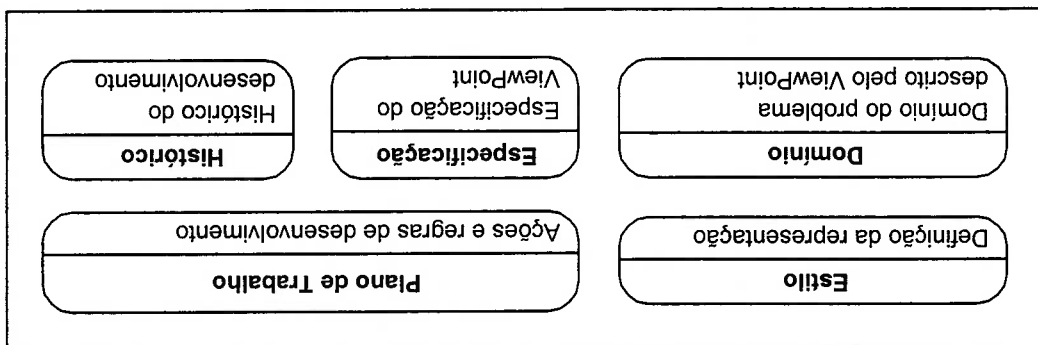 Estilo
Definição da representação
Plano de Trabalho
Ações e regras de desenvolvimento
Domínio
Domínio do problema
descrito pelo ViewPoint
Especificação
Especificação do
ViewPoint
Histórico
Histórico do
desenvolvimento